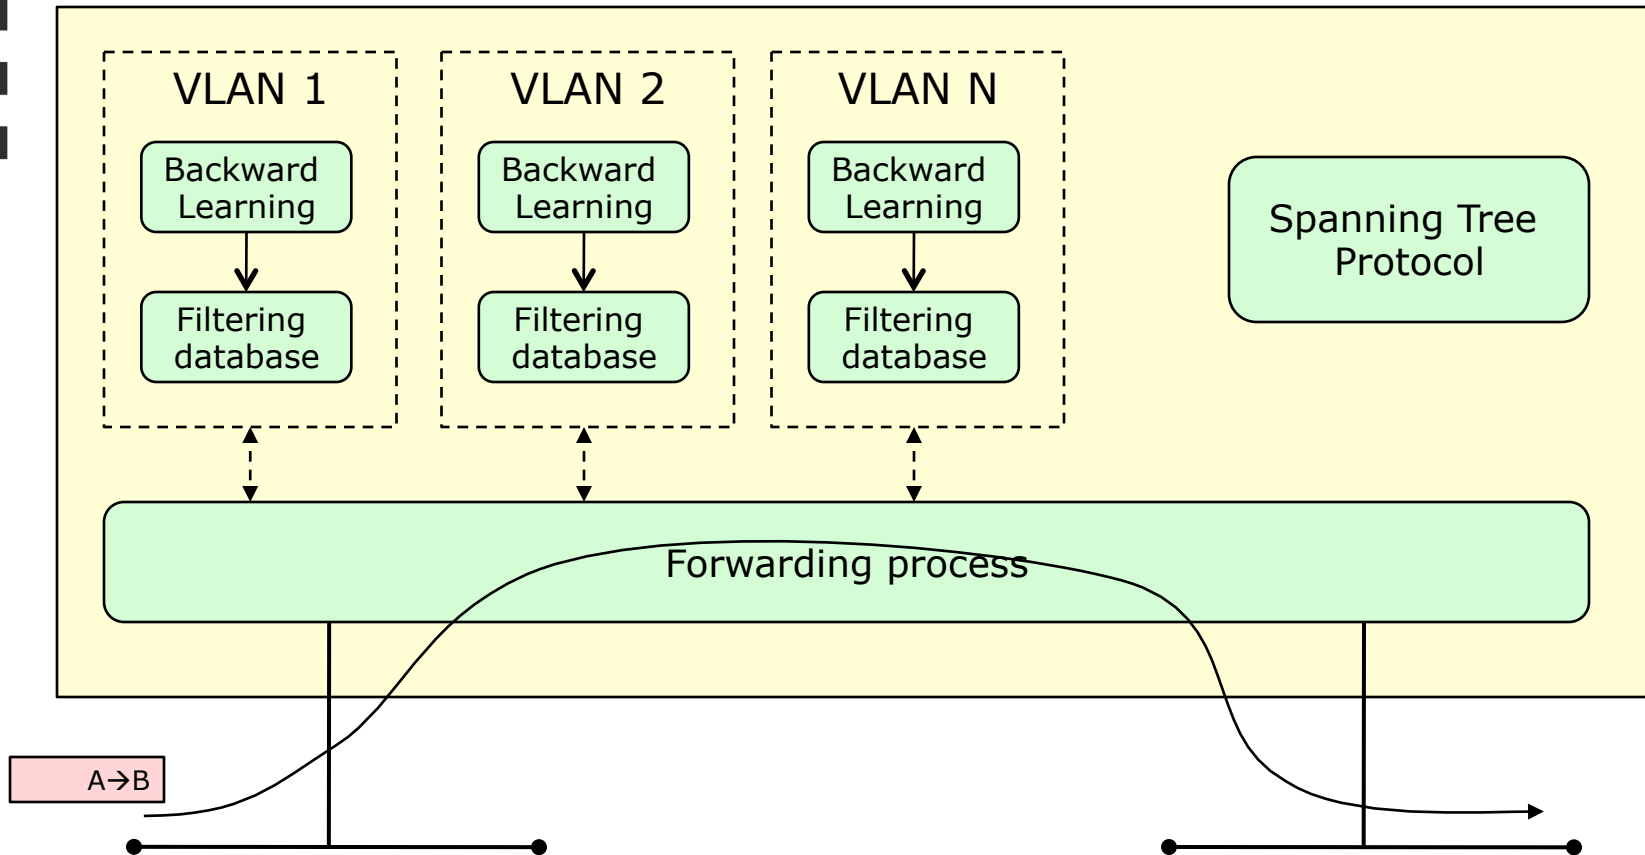 VLAN 1
Backward
Learning
Filtering
database
VLAN 2
Backward
Learning
Filtering
database
VLAN N
Backward
Learning
Filtering
database
Spanning Tree
Protocol
Forwarding process
A→B